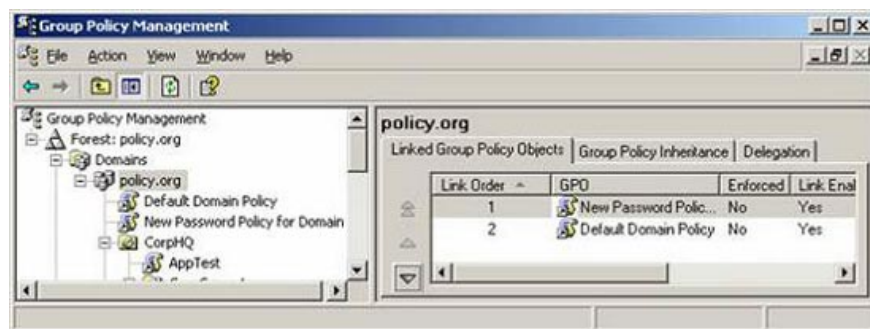 Group Policy Management
File Action View Window Help
Group Policy Management
Forest: policy.org
Domains
policy.org
Default Domain Policy
New Password Policy for Domain
CorpHQ
AppTest
policy.org
Linked Group Policy Objects Group Policy Inheritance Delegation
Link Order GPO Enforced Link Enal
1 New Password Polic... No Yes
2 Default Domain Policy No Yes